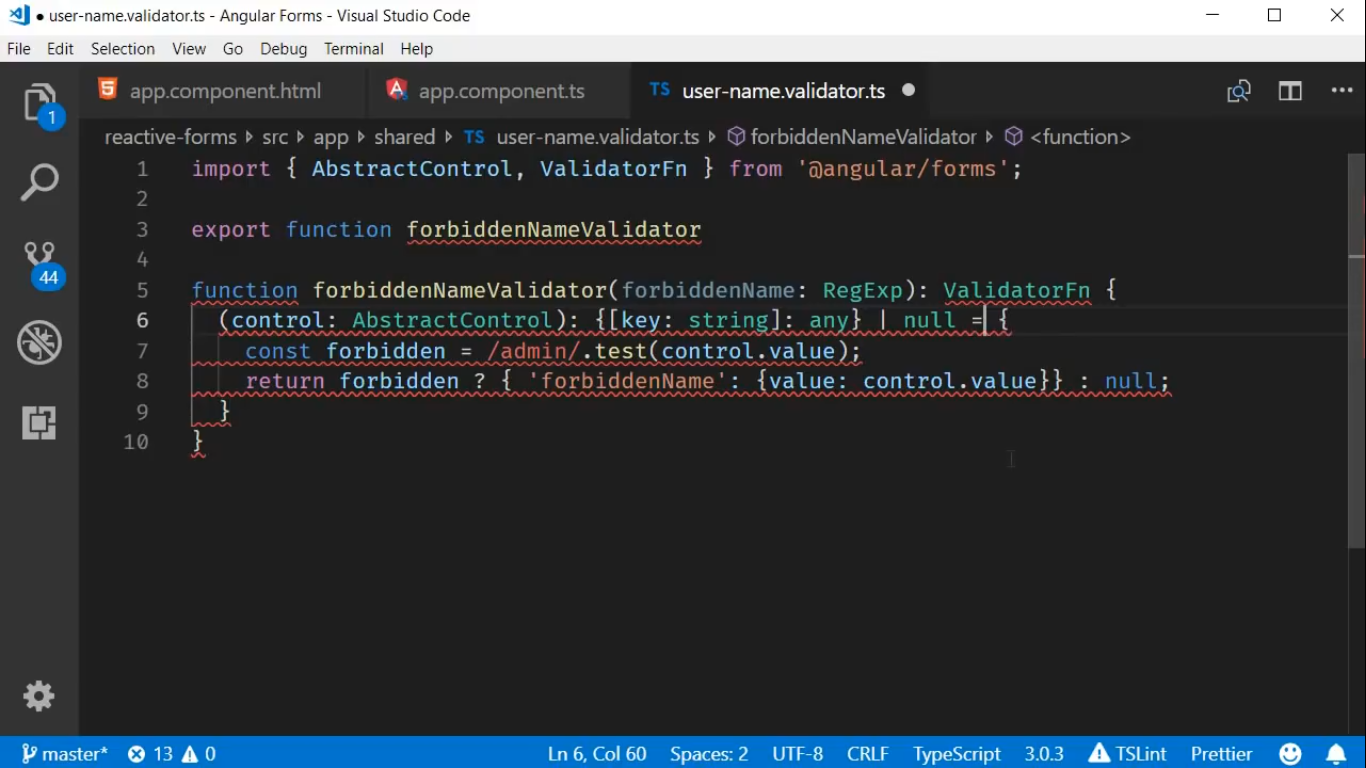 user-name.validator.ts - Angular Forms - Visual Studio Code
File Edit Selection View Go Debug Terminal Help
app.component.html app.component.ts TS user-name.validator.ts
1
reactive-forms src app shared TS user-name.validator.ts forbiddenNameValidator <function>
1 import { AbstractControl, ValidatorFn } from '@angular/forms';
2
3 export function forbiddenNameValidator
4
5 function forbiddenNameValidator(forbiddenName: RegExp): ValidatorFn {
6 (control: AbstractControl): {[key: string]: any} | null = {
7 const forbidden = /admin/.test(control.value);
8 return forbidden ? { 'forbiddenName': {value: control.value}} : null;
9 }
10 }
44
master* 13 0 Ln 6, Col 60 Spaces: 2 UTF-8 CRLF TypeScript 3.0.3 TSLint Prettier